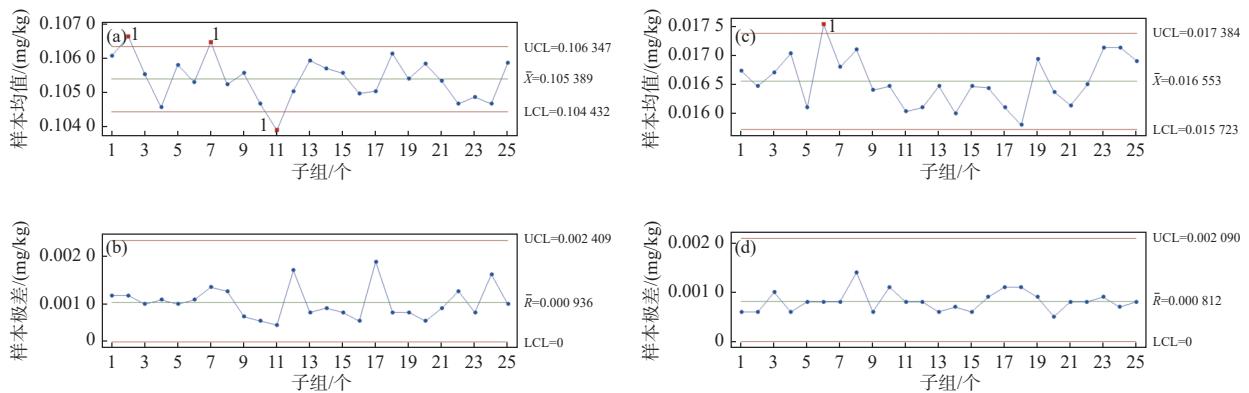 样本均值/(mg/kg)
(a)
0.107 0
0.106 0
0.105 0
0.104 0
1
1
1
UCL=0.106 347
X̄=0.105 389
LCL=0.104 432
1 3 5 7 9 11 13 15 17 19 21 23 25
子组/个
样本均值/(mg/kg)
(c)
0.017 5
0.017 0
0.016 5
0.016 0
1
UCL=0.017 384
X̄=0.016 553
LCL=0.015 723
1 3 5 7 9 11 13 15 17 19 21 23 25
子组/个
样本极差/(mg/kg)
(b)
0.002 0
0.001 0
0
UCL=0.002 409
R̄=0.000 936
LCL=0
1 3 5 7 9 11 13 15 17 19 21 23 25
子组/个
样本极差/(mg/kg)
(d)
0.002 0
0.001 0
0
UCL=0.002 090
R̄=0.000 812
LCL=0
1 3 5 7 9 11 13 15 17 19 21 23 25
子组/个